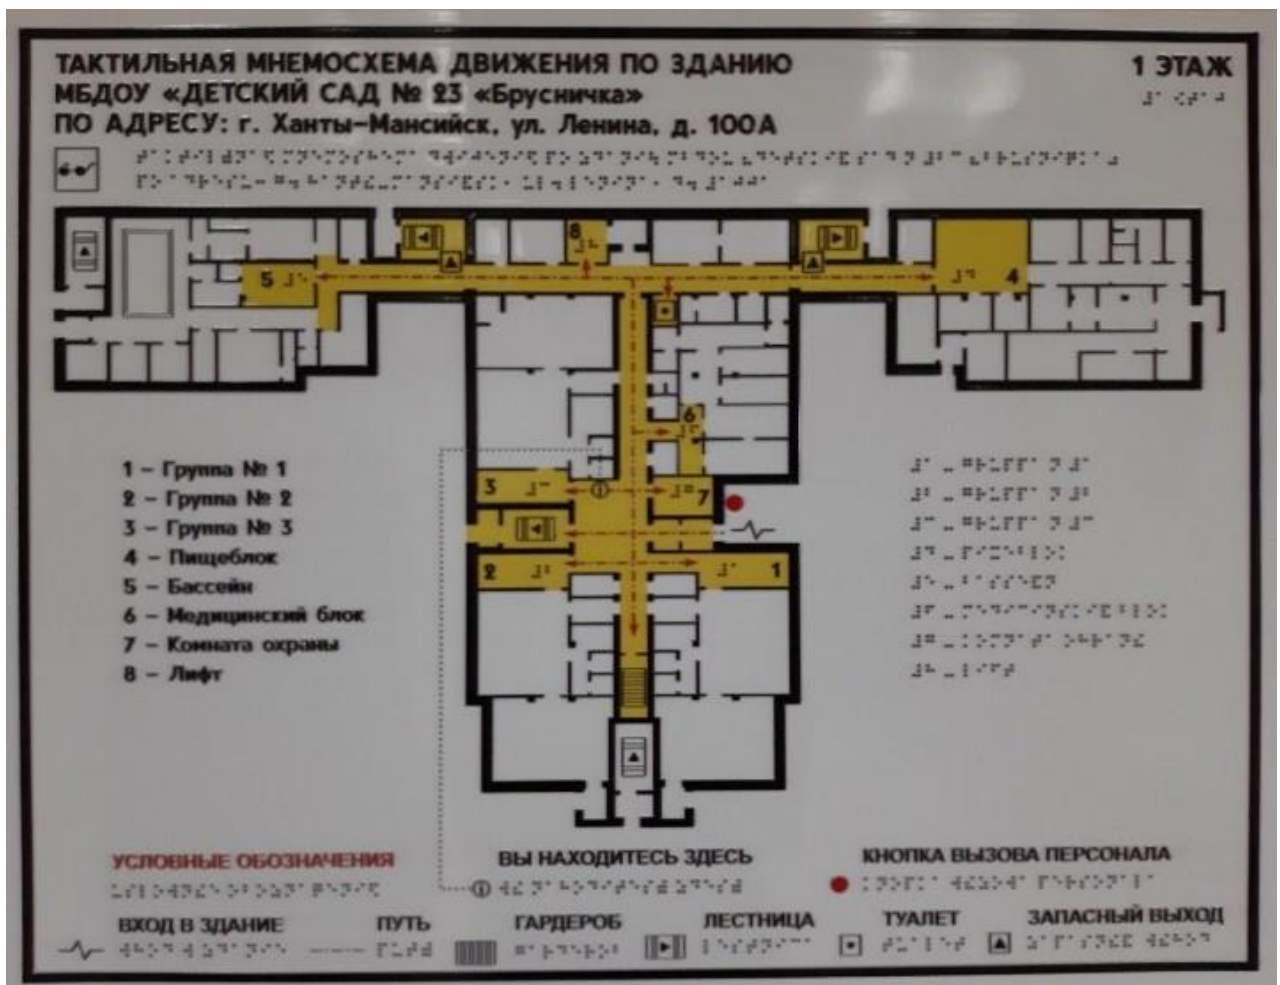 ТАКТИЛЬНАЯ МНЕМОСХЕМА ДВИЖЕНИЯ ПО ЗДАНИЮ
1 ЭТАЖ
МБДОУ «ДЕТСКИЙ САД № 23 «Брусничка»
ПО АДРЕСУ: г. Ханты-Мансийск, ул. Ленина, д. 100А
8
5
4
6
3
7
2
1
1 - Группа № 1
2 - Группа № 2
3 - Группа № 3
4 - Пищеблок
5 - Бассейн
6 - Медицинский блок
7 - Комната охраны
8 - Лифт
УСЛОВНЫЕ ОБОЗНАЧЕНИЯ
ВЫ НАХОДИТЕСЬ ЗДЕСЬ
КНОПКА ВЫЗОВА ПЕРСОНАЛА
ВХОД В ЗДАНИЕ
ПУТЬ
ГАРДЕРОБ
ЛЕСТНИЦА
ТУАЛЕТ
ЗАПАСНЫЙ ВЫХОД